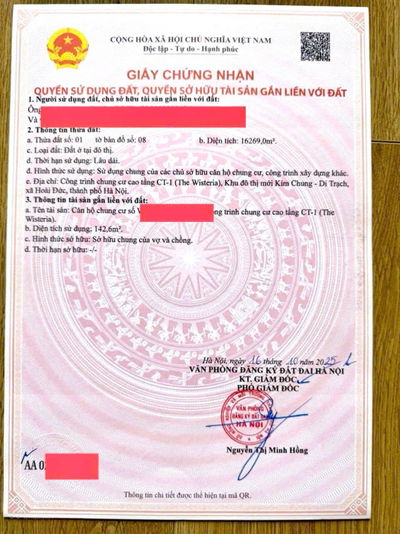 CỘNG HÒA XÃ HỘI CHỦ NGHĨA VIỆT NAM
Độc lập - Tự do - Hạnh phúc
GIẤY CHỨNG NHẬN
QUYỀN SỬ DỤNG ĐẤT, QUYỀN SỞ HỮU TÀI SẢN GẮN LIỀN VỚI ĐẤT
1. Người sử dụng đất, chủ sở hữu tài sản gắn liền với đất:
Ông
Và
2. Thông tin thửa đất:
a. Thửa đất số: 01 tờ bản đồ số: 08 b. Diện tích: 16269,0m².
c. Loại đất: Đất ở tại đô thị.
d. Thời hạn sử dụng: Lâu dài.
đ. Hình thức sử dụng: Sử dụng chung của các chủ sở hữu căn hộ chung cư, công trình xây dựng khác.
e. Địa chỉ: Công trình chung cư cao tầng CT-1 (The Wisteria), Khu đô thị mới Kim Chung - Di Trạch,
xã Hoài Đức, thành phố Hà Nội.
3. Thông tin tài sản gắn liền với đất:
a. Tên tài sản: Căn hộ chung cư số trình chung cư cao tầng CT-1 (The
Wisteria).
b. Diện tích sử dụng: 142,6m².
c. Hình thức sở hữu: Sở hữu chung của vợ và chồng.
d. Thời hạn sở hữu: -/-
Hà Nội, ngày 16 tháng 10 năm 2025
VĂN PHÒNG ĐĂNG KÝ ĐẤT ĐAI HÀ NỘI
KT. GIÁM ĐỐC
PHÓ GIÁM ĐỐC
VĂN PHÒNG
ĐĂNG KÝ ĐẤT ĐAI
HÀ NỘI
Nguyễn Thị Minh Hồng
AA 0
Thông tin chi tiết được thể hiện tại mã QR.